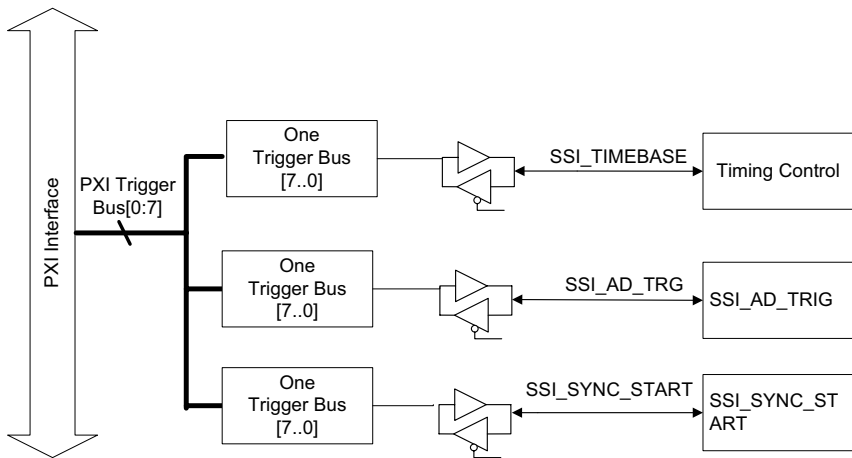 PXI Interface
PXI Trigger
Bus[0:7]
One
Trigger Bus
[7..0]
SSI_TIMEBASE
Timing Control
One
Trigger Bus
[7..0]
SSI_AD_TRG
SSI_AD_TRIG
One
Trigger Bus
[7..0]
SSI_SYNC_START
SSI_SYNC_ST
ART